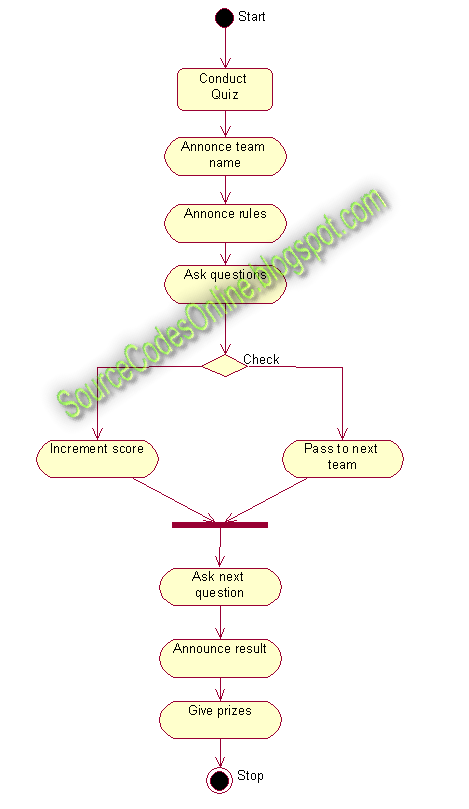 Start
Conduct
Quiz
Annonce team
name
Annonce rules
Ask questions
SourceCodesOnline.blogspot.com
Check
Increment score
Pass to next
team
Ask next
question
Announce result
Give prizes
Stop